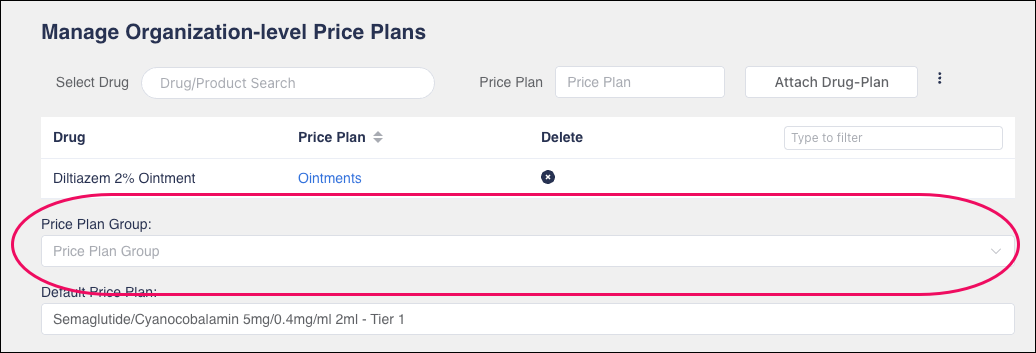 Manage Organization-level Price Plans
Select Drug Drug/Product Search Price Plan Price Plan Attach Drug-Plan
Drug Price Plan Delete Type to filter
Diltiazem 2% Ointment Ointments
Price Plan Group:
Price Plan Group
Default Price Plan:
Semaglutide/Cyanocobalamin 5mg/0.4mg/ml 2ml - Tier 1